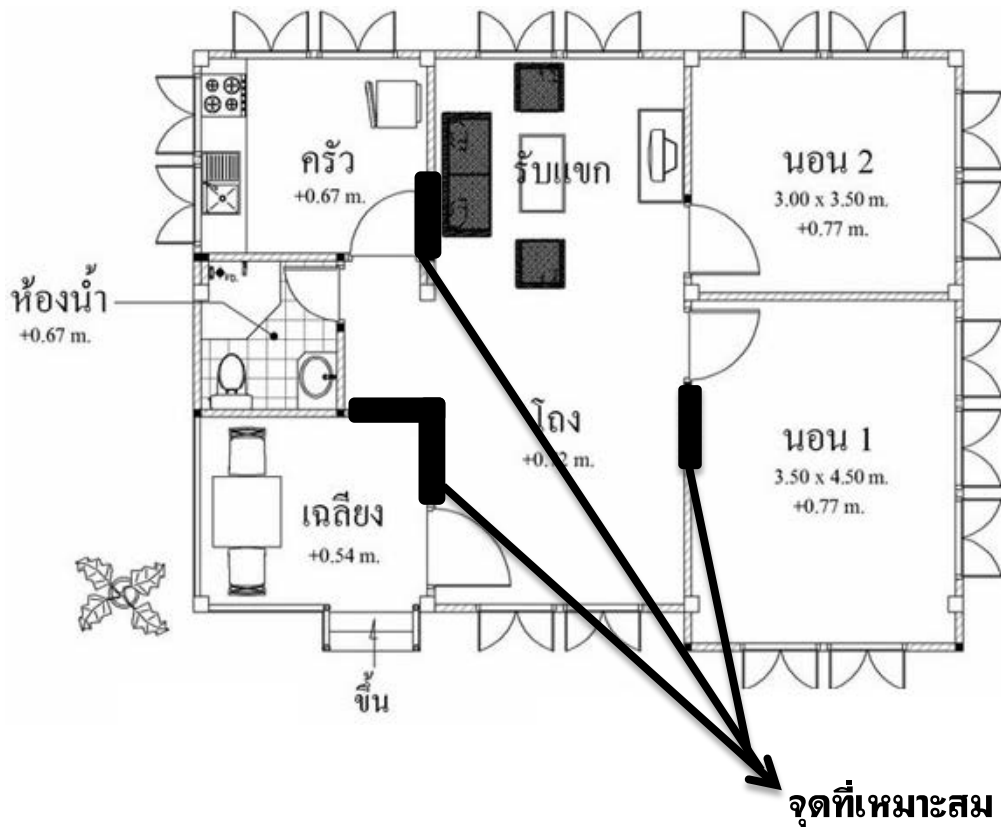 ครัว
+0.67 m.
รับแขก
นอน 2
3.00 x 3.50 m.
+0.77 m.
ห้องน้ำ
+0.67 m.
FD.
โถง
m.
นอน 1
3.50 x 4.50 m.
+0.77 m.
เฉลียง
+0.54 m.
ขึ้น
จุดที่เหมาะสม